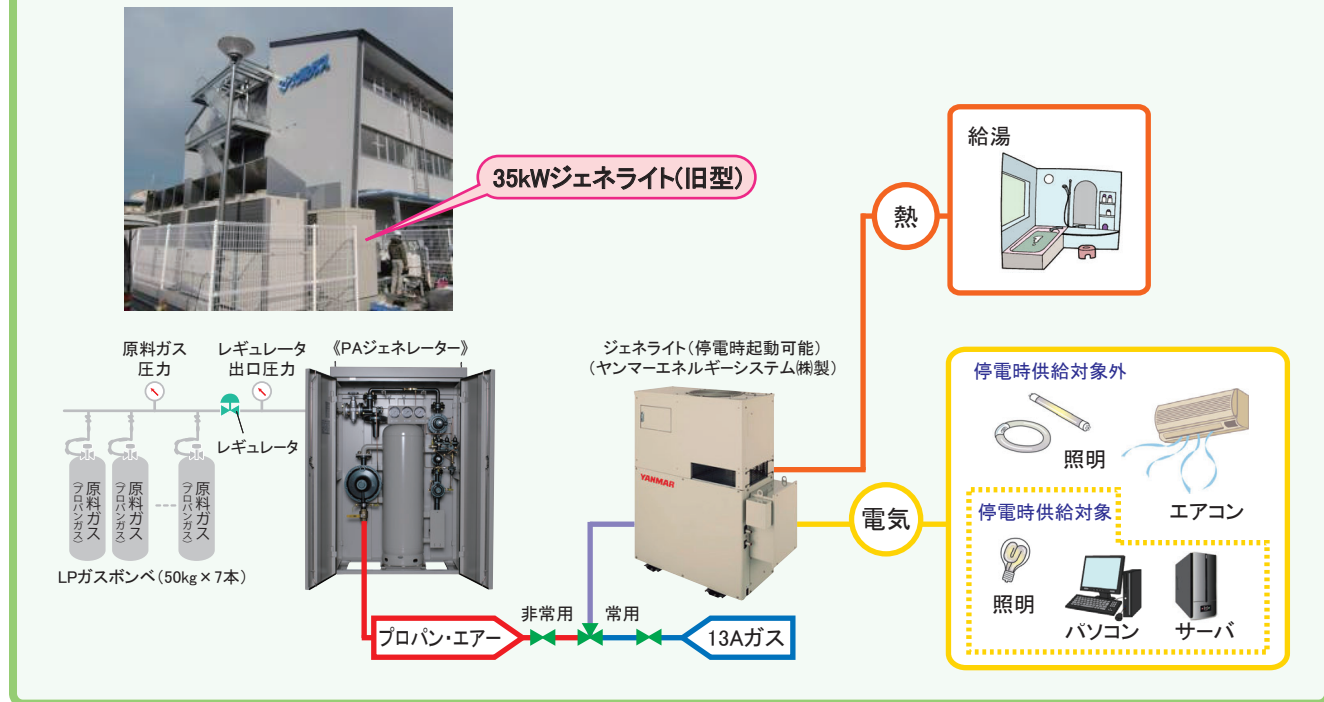 35kWジェネライト(旧型)
給湯
熱
原料ガス
圧力
レギュレータ
出口圧力
《PAジェネレーター》
ジェネライト(停電時起動可能)
(ヤンマーエネルギーシステム㈱製)
レギュレータ
原料ガス
(プロパンガス)
原料ガス
(プロパンガス)
原料ガス
(プロパンガス)
LPガスボンベ(50kg×7本)
YANMAR
電気
停電時供給対象外
照明
エアコン
停電時供給対象
照明
パソコン
サーバ
非常用
常用
プロパン・エアー
13Aガス